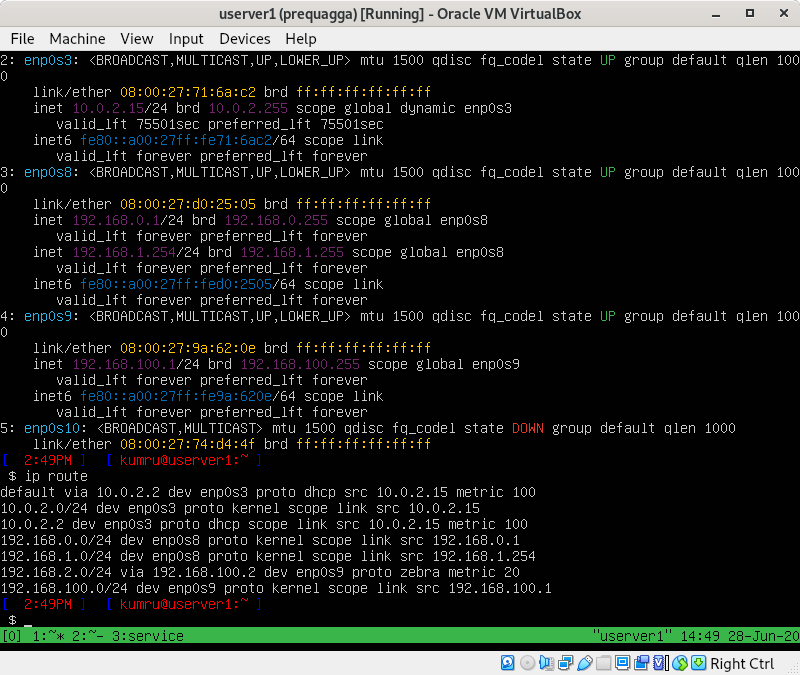 userver1 (prequagga) [Running] - Oracle VM VirtualBox
File Machine View Input Devices Help
2: enp0s3: <BROADCAST,MULTICAST,UP,LOWER_UP> mtu 1500 qdisc fq_codel state UP group default qlen 100
0
link/ether 08:00:27:71:6a:c2 brd ff:ff:ff:ff:ff:ff
inet 10.0.2.15/24 brd 10.0.2.255 scope global dynamic enp0s3
valid_lft 75501sec preferred_lft 75501sec
inet6 fe80::a00:27ff:fe71:6ac2/64 scope link
valid_lft forever preferred_lft forever
3: enp0s8: <BROADCAST,MULTICAST,UP,LOWER_UP> mtu 1500 qdisc fq_codel state UP group default qlen 100
0
link/ether 08:00:27:d0:25:05 brd ff:ff:ff:ff:ff:ff
inet 192.168.0.1/24 brd 192.168.0.255 scope global enp0s8
valid_lft forever preferred_lft forever
inet 192.168.1.254/24 brd 192.168.1.255 scope global enp0s8
valid_lft forever preferred_lft forever
inet6 fe80::a00:27ff:fed0:2505/64 scope link
valid_lft forever preferred_lft forever
4: enp0s9: <BROADCAST,MULTICAST,UP,LOWER_UP> mtu 1500 qdisc fq_codel state UP group default qlen 100
0
link/ether 08:00:27:9a:62:0e brd ff:ff:ff:ff:ff:ff
inet 192.168.100.1/24 brd 192.168.100.255 scope global enp0s9
valid_lft forever preferred_lft forever
inet6 fe80::a00:27ff:fe9a:620e/64 scope link
valid_lft forever preferred_lft forever
5: enp0s10: <BROADCAST,MULTICAST> mtu 1500 qdisc fq_codel state DOWN group default qlen 1000
link/ether 08:00:27:74:d4:4f brd ff:ff:ff:ff:ff:ff
[ 2:49PM ] [ kumru@userver1:~ ]
$ ip route
default via 10.0.2.2 dev enp0s3 proto dhcp src 10.0.2.15 metric 100
10.0.2.0/24 dev enp0s3 proto kernel scope link src 10.0.2.15
10.0.2.2 dev enp0s3 proto dhcp scope link src 10.0.2.15 metric 100
192.168.0.0/24 dev enp0s8 proto kernel scope link src 192.168.0.1
192.168.1.0/24 dev enp0s8 proto kernel scope link src 192.168.1.254
192.168.2.0/24 via 192.168.100.2 dev enp0s9 proto zebra metric 20
192.168.100.0/24 dev enp0s9 proto kernel scope link src 192.168.100.1
[ 2:49PM ] [ kumru@userver1:~ ]
$ _
[0] 1:~* 2:~- 3:service "userver1" 14:49 28-Jun-20
Right Ctrl